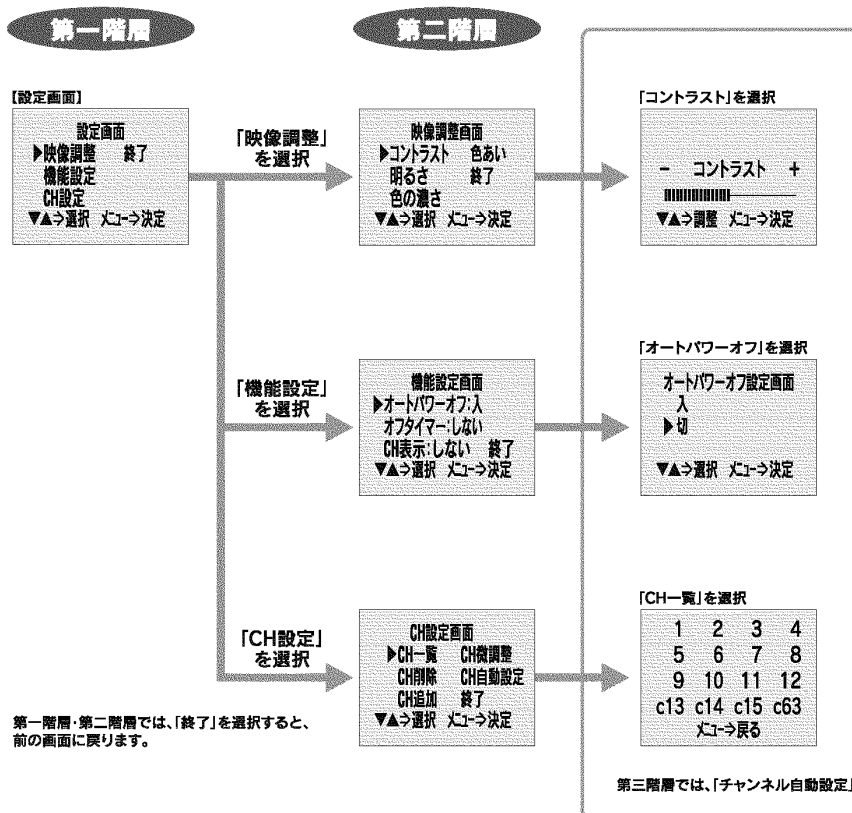 第一階層
第二階層
【設定画面】
設定画面
▶映像調整 終了
機能設定
CH設定
▼▲⇨選択 メニュー⇨決定
「映像調整」
を選択
映像調整画面
▶コントラスト 色あい
明るさ 終了
色の濃さ
▼▲⇨選択 メニュー⇨決定
「コントラスト」を選択
− コントラスト +
▼▲⇨調整 メニュー⇨決定
「機能設定」
を選択
機能設定画面
▶オートパワーオフ:入
オフタイマー:しない
CH表示:しない 終了
▼▲⇨選択 メニュー⇨決定
「オートパワーオフ」を選択
オートパワーオフ設定画面
入
▶切
▼▲⇨選択 メニュー⇨決定
「CH設定」
を選択
CH設定画面
▶CH一覧 CH微調整
CH削除 CH自動設定
CH追加 終了
▼▲⇨選択 メニュー⇨決定
「CH一覧」を選択
1 2 3 4
5 6 7 8
9 10 11 12
c13 c14 c15 c63
メニュー⇨戻る
第一階層・第二階層では、「終了」を選択すると、
前の画面に戻ります。
第三階層では、「チャンネル自動設定」